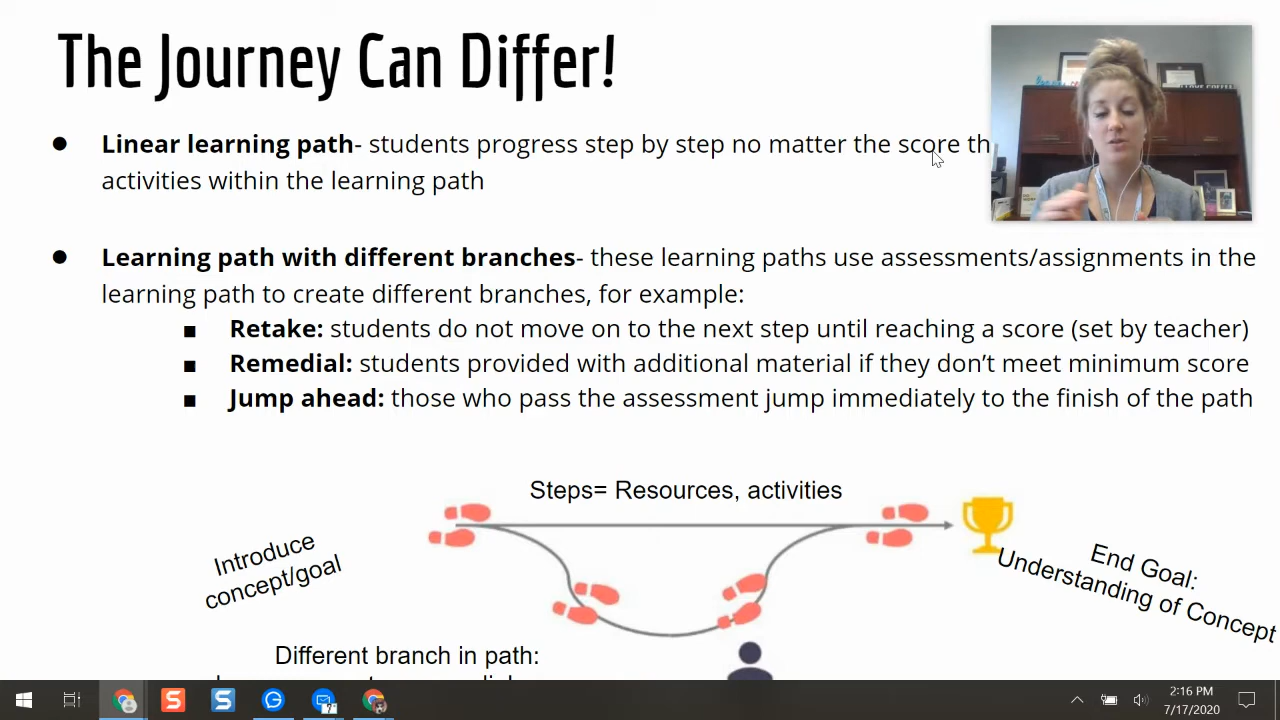 The Journey Can Differ!
● Linear learning path- students progress step by step no matter the score th
activities within the learning path
● Learning path with different branches- these learning paths use assessments/assignments in the
learning path to create different branches, for example:
■ Retake: students do not move on to the next step until reaching a score (set by teacher)
■ Remedial: students provided with additional material if they don’t meet minimum score
■ Jump ahead: those who pass the assessment jump immediately to the finish of the path
Steps= Resources, activities
Introduce
concept/goal
End Goal:
Understanding of Concept
Different branch in path:
2:16 PM
7/17/2020